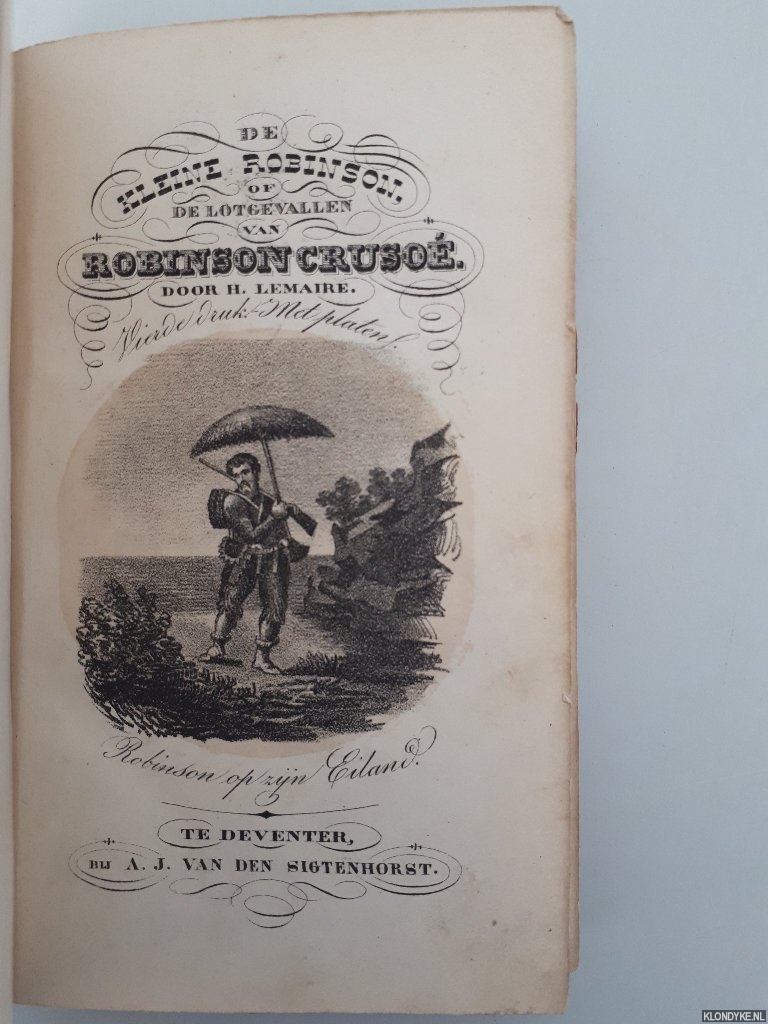 DE
KLEINE ROBINSON,
OF
DE LOTGEVALLEN
VAN
ROBINSON CRUSOÉ.
DOOR H. LEMAIRE.
Vierde druk. Met platen.
Robinson op zijn Eiland.
TE DEVENTER,
BIJ A. J. VAN DEN SIGTENHORST.
KLONDYKE.NL